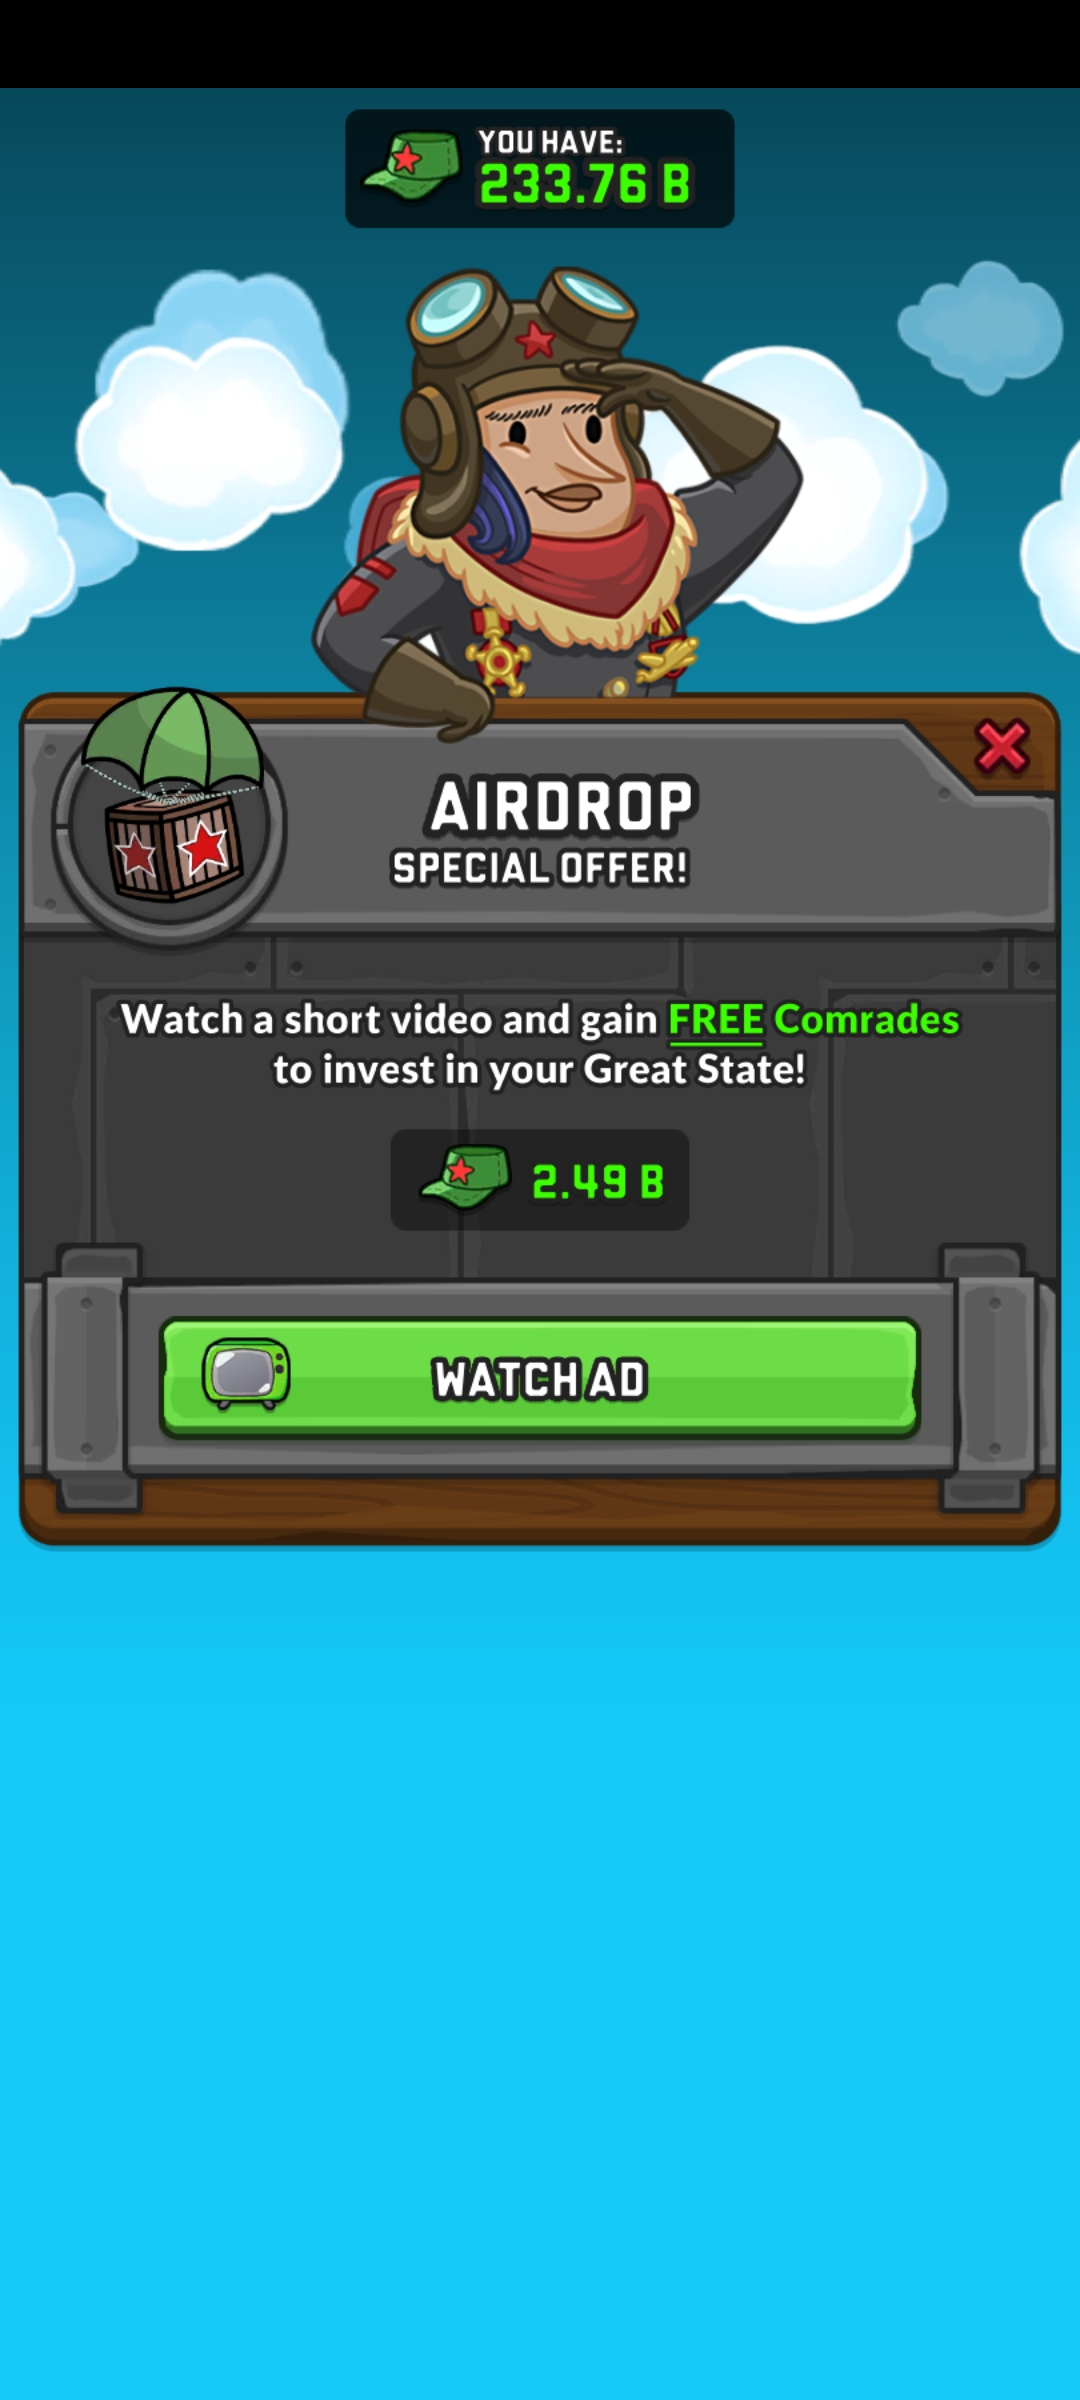 YOU HAVE:
233.76 B
AIRDROP
SPECIAL OFFER!
Watch a short video and gain FREE Comrades
to invest in your Great State!
2.49 B
WATCH AD